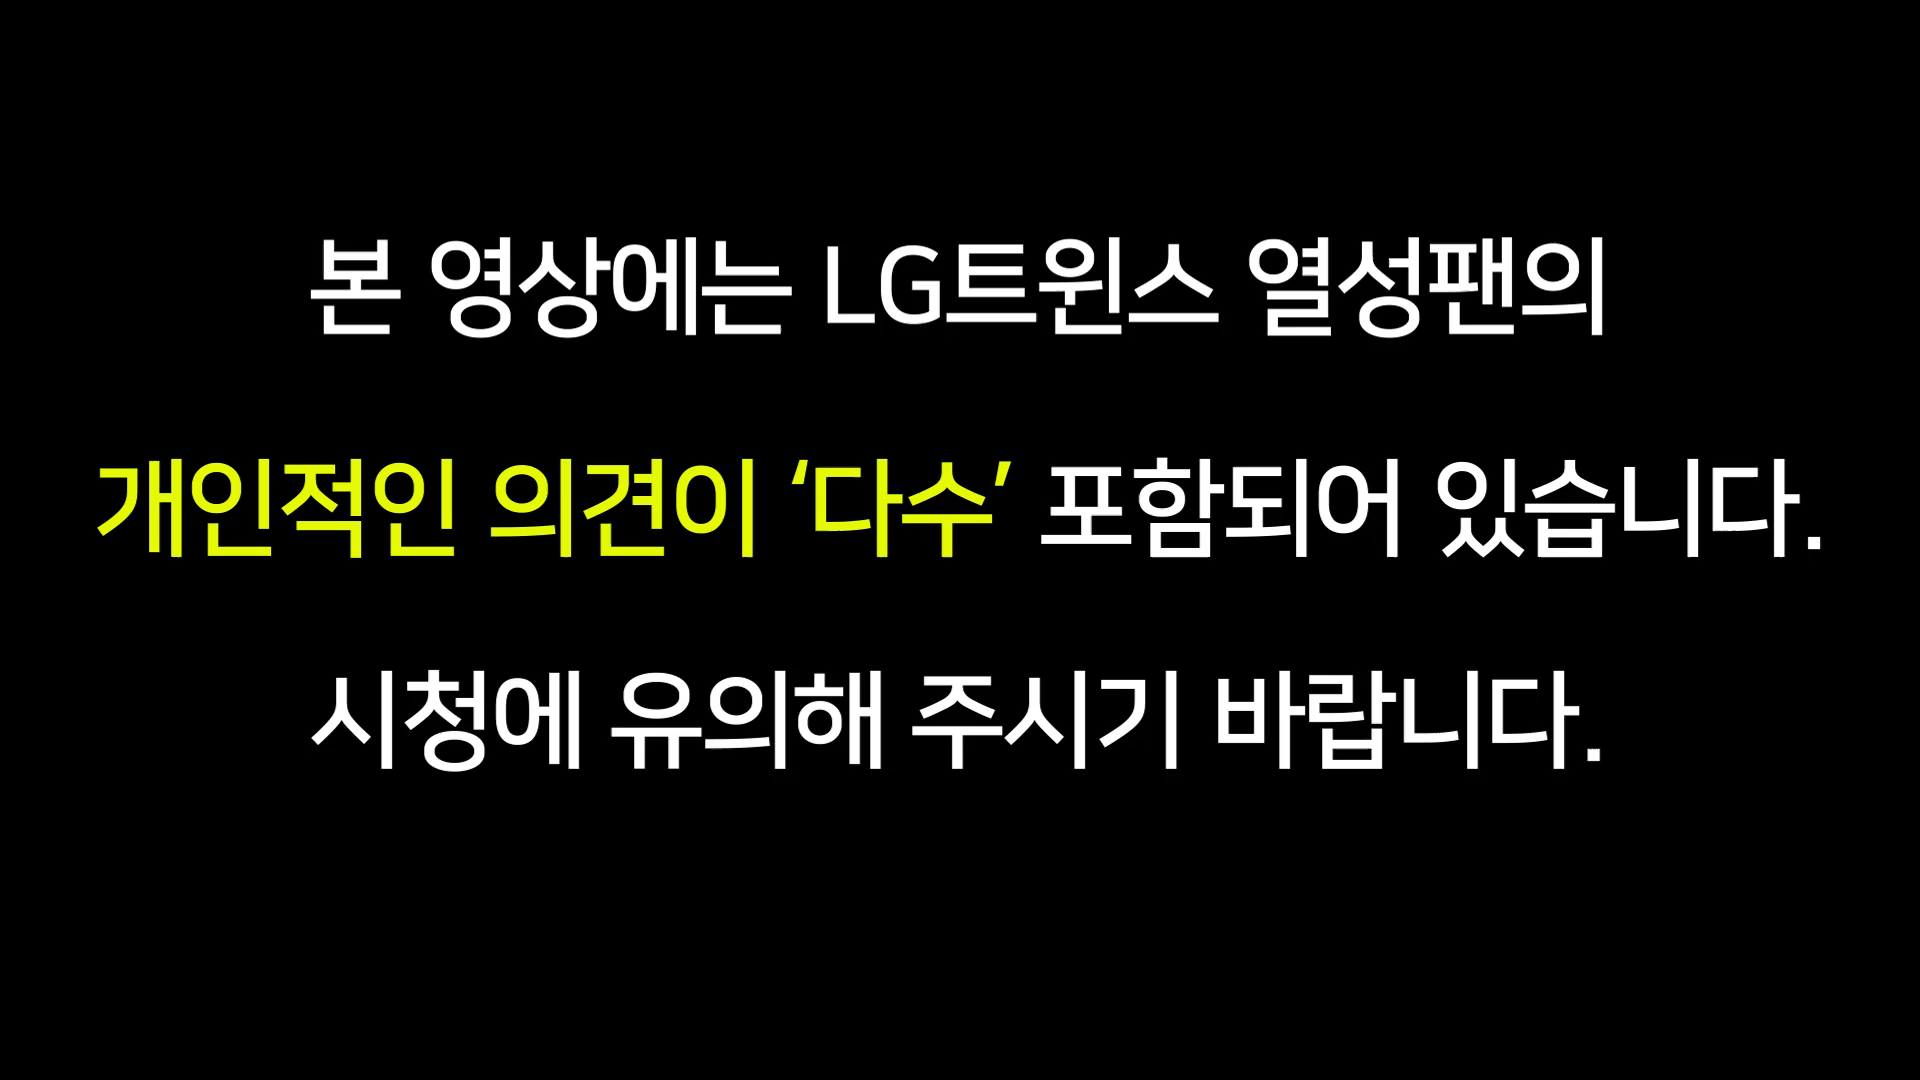 본 영상에는 LG트윈스 열성팬의
개인적인 의견이 ‘다수’ 포함되어 있습니다.
시청에 유의해 주시기 바랍니다.